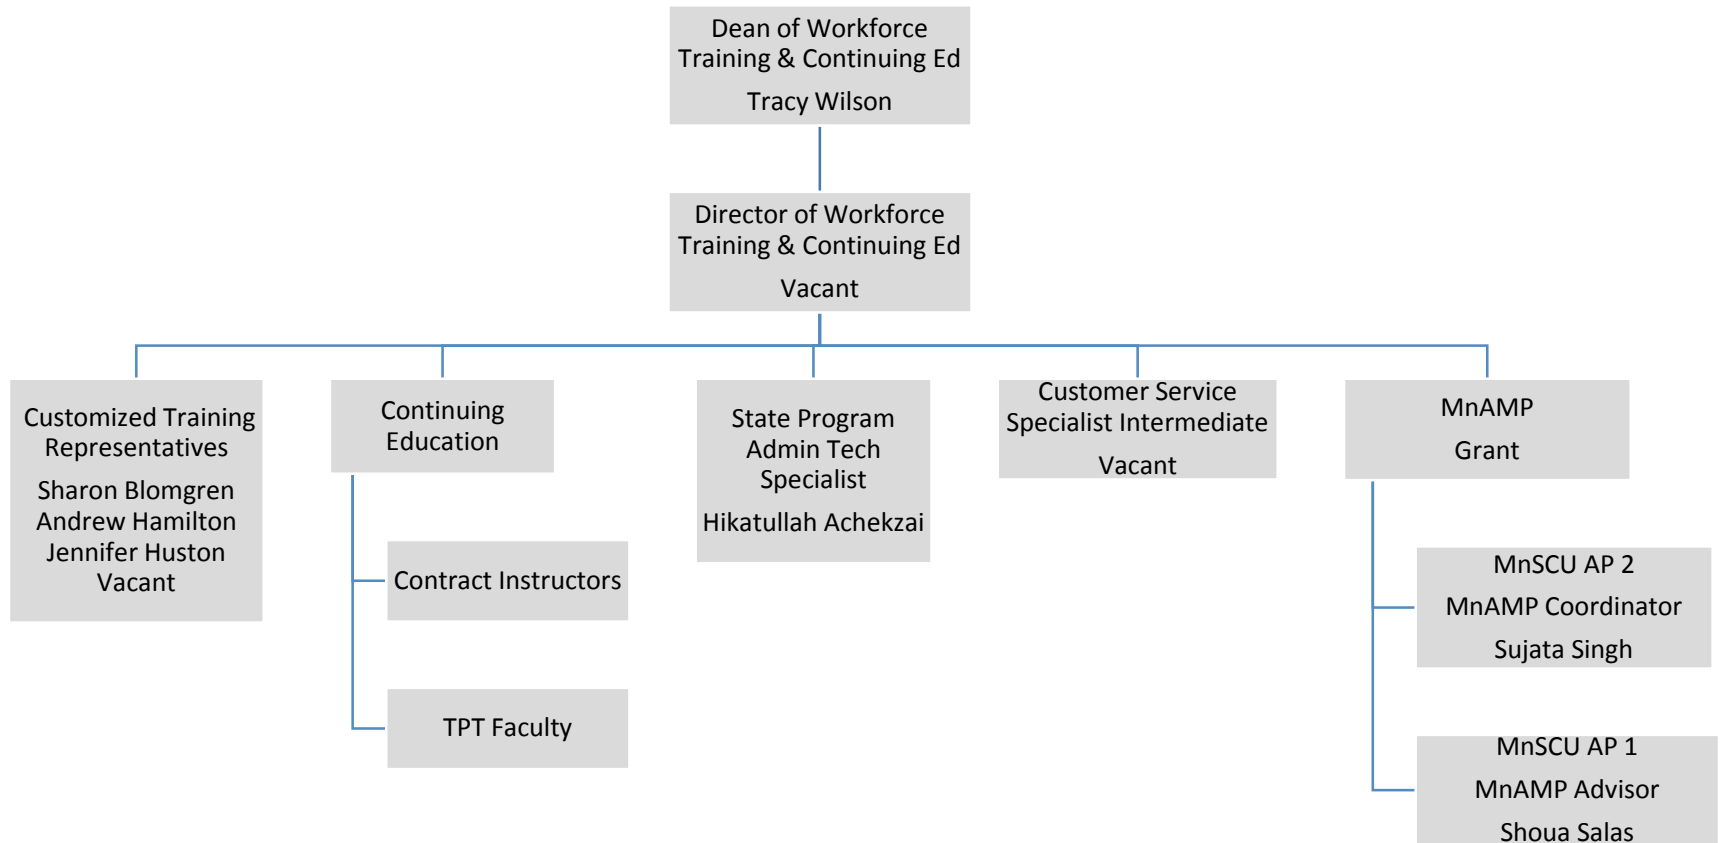 Dean of Workforce
Training & Continuing Ed
Tracy Wilson
Director of Workforce
Training & Continuing Ed
Vacant
Customized Training
Representatives
Sharon Blomgren
Andrew Hamilton
Jennifer Huston
Vacant
Continuing
Education
Contract Instructors
TPT Faculty
State Program
Admin Tech
Specialist
Hikatullah Achekzai
Customer Service
Specialist Intermediate
Vacant
MnAMP
Grant
MnSCU AP 2
MnAMP Coordinator
Sujata Singh
MnSCU AP 1
MnAMP Advisor
Shoua Salas